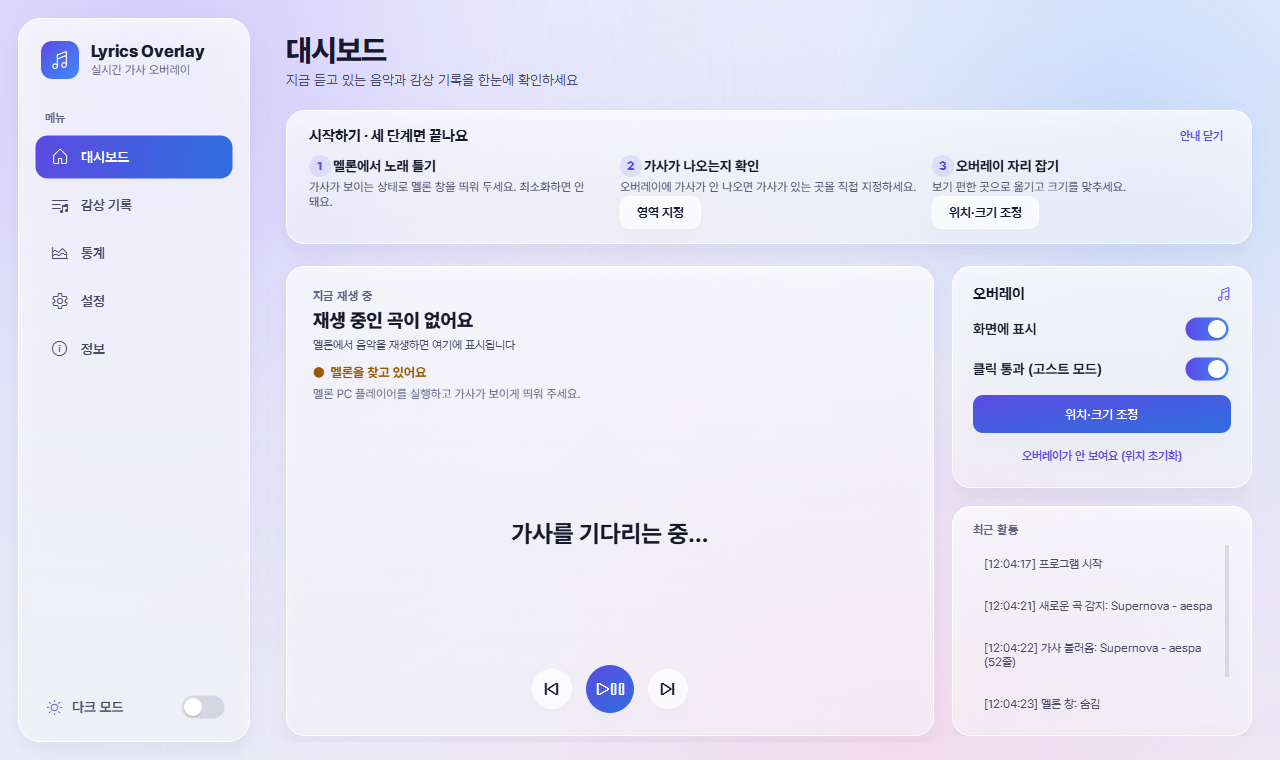 Lyrics Overlay
실시간 가사 오버레이
메뉴
대시보드
감상 기록
통계
설정
정보
다크 모드
대시보드
지금 듣고 있는 음악과 감상 기록을 한눈에 확인하세요
시작하기 · 세 단계면 끝나요
안내 닫기
1 멜론에서 노래 틀기
가사가 보이는 상태로 멜론 창을 띄워 두세요. 최소화하면 안
돼요.
2 가사가 나오는지 확인
오버레이에 가사가 안 나오면 가사가 있는 곳을 직접 지정하세요.
영역 지정
3 오버레이 자리 잡기
보기 편한 곳으로 옮기고 크기를 맞추세요.
위치·크기 조정
지금 재생 중
재생 중인 곡이 없어요
멜론에서 음악을 재생하면 여기에 표시됩니다
멜론을 찾고 있어요
멜론 PC 플레이어를 실행하고 가사가 보이게 띄워 주세요.
가사를 기다리는 중...
오버레이
화면에 표시
클릭 통과 (고스트 모드)
위치·크기 조정
오버레이가 안 보여요 (위치 초기화)
최근 활동
[12:04:17] 프로그램 시작
[12:04:21] 새로운 곡 감지: Supernova - aespa
[12:04:22] 가사 불러옴: Supernova - aespa
(52줄)
[12:04:23] 멜론 창: 숨김